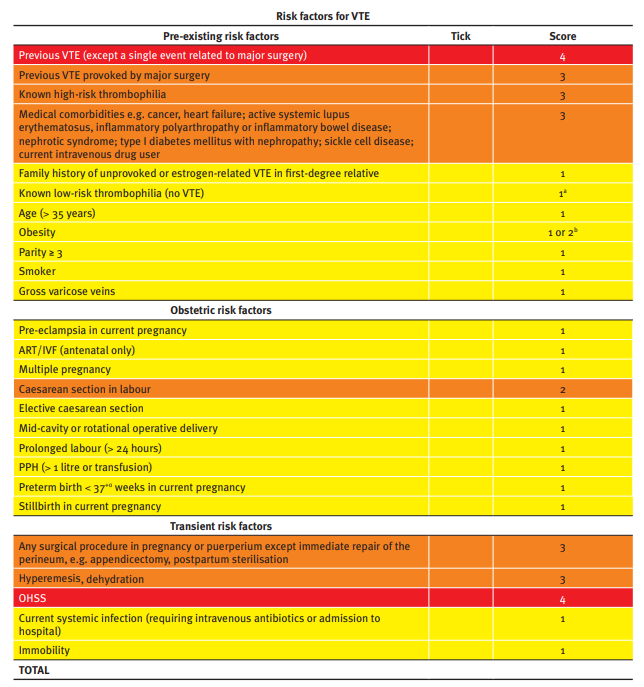 Risk factors for VTE
Pre-existing risk factors Tick Score
Previous VTE (except a single event related to major surgery) 4
Previous VTE provoked by major surgery 3
Known high-risk thrombophilia 3
Medical comorbidities e.g. cancer, heart failure; active systemic lupus 3
erythematosus, inflammatory polyarthropathy or inflammatory bowel disease;
nephrotic syndrome; type I diabetes mellitus with nephropathy; sickle cell disease;
current intravenous drug user
Family history of unprovoked or estrogen-related VTE in first-degree relative 1
Known low-risk thrombophilia (no VTE) 1ᵃ
Age (> 35 years) 1
Obesity 1 or 2ᵇ
Parity ≥ 3 1
Smoker 1
Gross varicose veins 1
Obstetric risk factors
Pre-eclampsia in current pregnancy 1
ART/IVF (antenatal only) 1
Multiple pregnancy 1
Caesarean section in labour 2
Elective caesarean section 1
Mid-cavity or rotational operative delivery 1
Prolonged labour (> 24 hours) 1
PPH (> 1 litre or transfusion) 1
Preterm birth < 37⁺⁰ weeks in current pregnancy 1
Stillbirth in current pregnancy 1
Transient risk factors
Any surgical procedure in pregnancy or puerperium except immediate repair of the 3
perineum, e.g. appendicectomy, postpartum sterilisation
Hyperemesis, dehydration 3
OHSS 4
Current systemic infection (requiring intravenous antibiotics or admission to 1
hospital)
Immobility 1
TOTAL